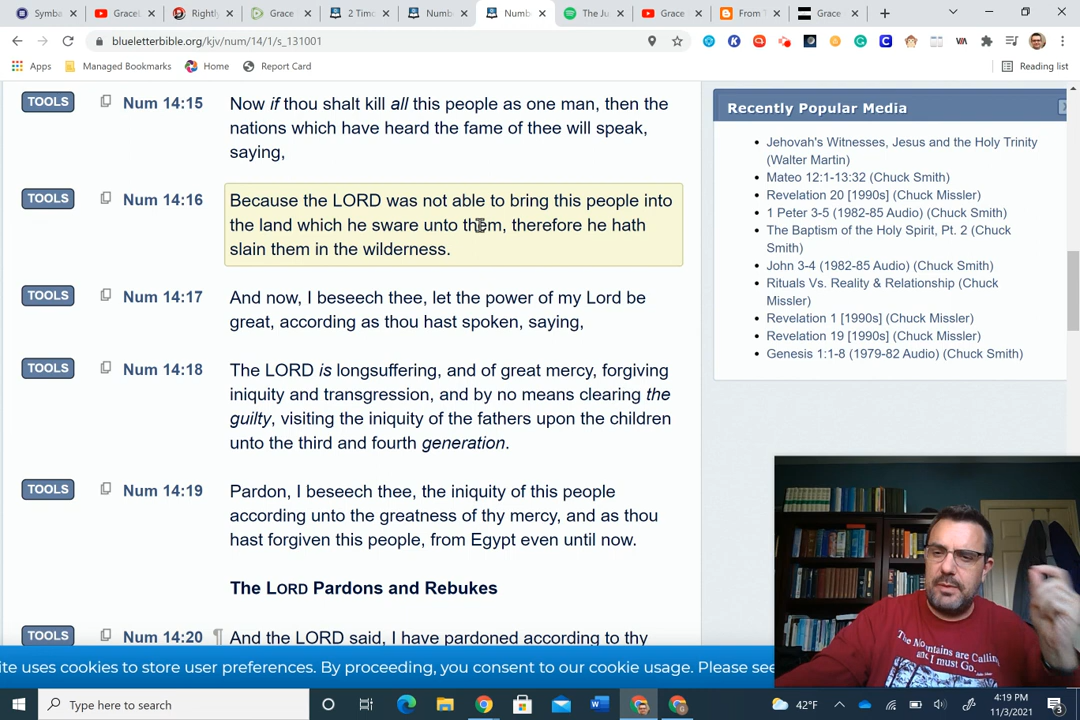 Symba
GraceL
Rightly
Grace
2 Timo
Numb
Numb
The Ju
Grace
From T
Grace
blueletterbible.org/kjv/num/14/1/s_131001
Apps
Managed Bookmarks
Home
Report Card
Reading list
TOOLS
Num 14:15
Now if thou shalt kill all this people as one man, then the
nations which have heard the fame of thee will speak,
saying,
TOOLS
Num 14:16
Because the LORD was not able to bring this people into
the land which he sware unto them, therefore he hath
slain them in the wilderness.
TOOLS
Num 14:17
And now, I beseech thee, let the power of my Lord be
great, according as thou hast spoken, saying,
TOOLS
Num 14:18
The LORD is longsuffering, and of great mercy, forgiving
iniquity and transgression, and by no means clearing the
guilty, visiting the iniquity of the fathers upon the children
unto the third and fourth generation.
TOOLS
Num 14:19
Pardon, I beseech thee, the iniquity of this people
according unto the greatness of thy mercy, and as thou
hast forgiven this people, from Egypt even until now.
The LORD Pardons and Rebukes
TOOLS
Num 14:20
¶ And the LORD said, I have pardoned according to thy
Recently Popular Media
Jehovah's Witnesses, Jesus and the Holy Trinity
(Walter Martin)
Mateo 12:1-13:32 (Chuck Smith)
Revelation 20 [1990s] (Chuck Missler)
1 Peter 3-5 (1982-85 Audio) (Chuck Smith)
The Baptism of the Holy Spirit, Pt. 2 (Chuck
Smith)
John 3-4 (1982-85 Audio) (Chuck Smith)
Rituals Vs. Reality & Relationship (Chuck
Missler)
Revelation 1 [1990s] (Chuck Missler)
Revelation 19 [1990s] (Chuck Missler)
Genesis 1:1-8 (1979-82 Audio) (Chuck Smith)
The Mountains are Calling
and I must Go.
ite uses cookies to store user preferences. By proceeding, you consent to our cookie usage. Please see
Type here to search
42°F
4:19 PM
11/3/2021